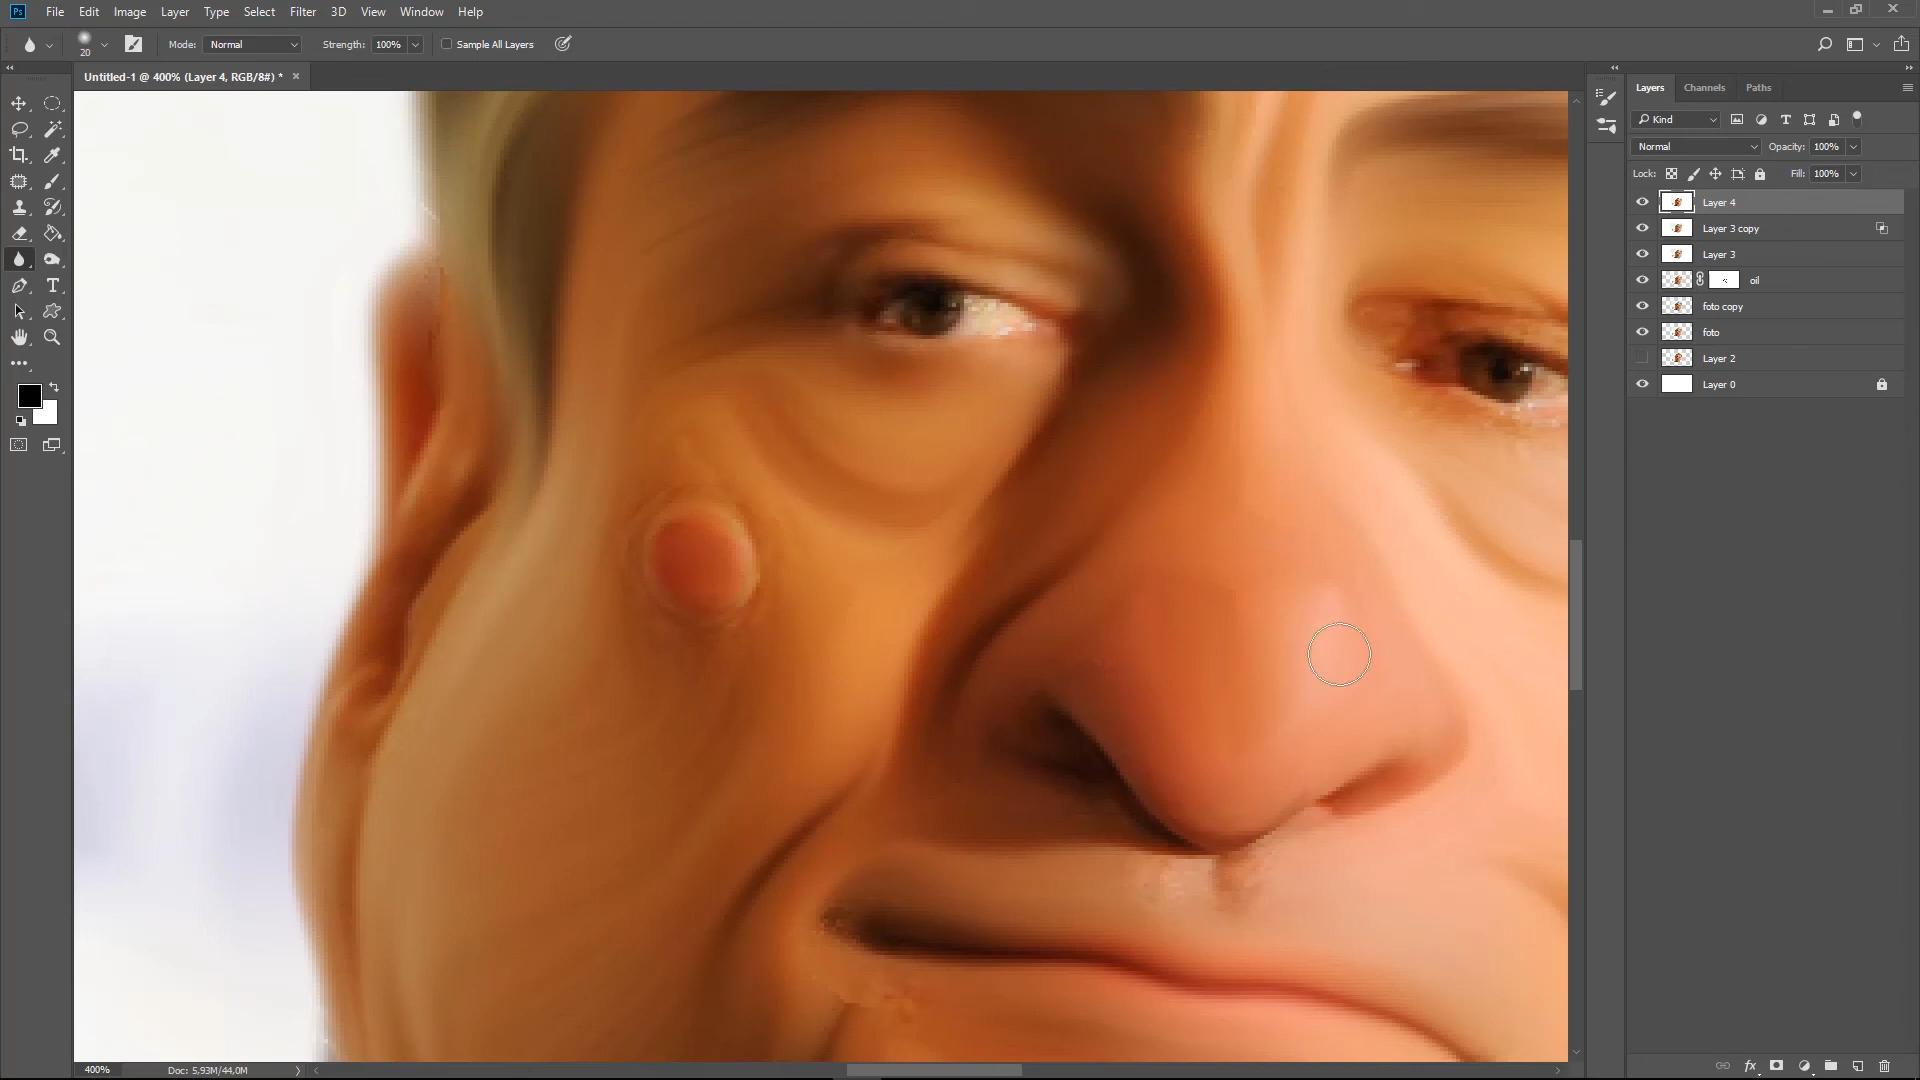 Ps File Edit Image Layer Type Select Filter 3D View Window Help
20 Mode: Normal Strength: 100% Sample All Layers
Untitled-1 @ 400% (Layer 4, RGB/8#) * ×
Layers Channels Paths
Kind
Normal Opacity: 100%
Lock: Fill: 100%
Layer 4
Layer 3 copy
Layer 3
oil
foto copy
foto
Layer 2
Layer 0
400% Doc: 5,93M/44,0M
fx